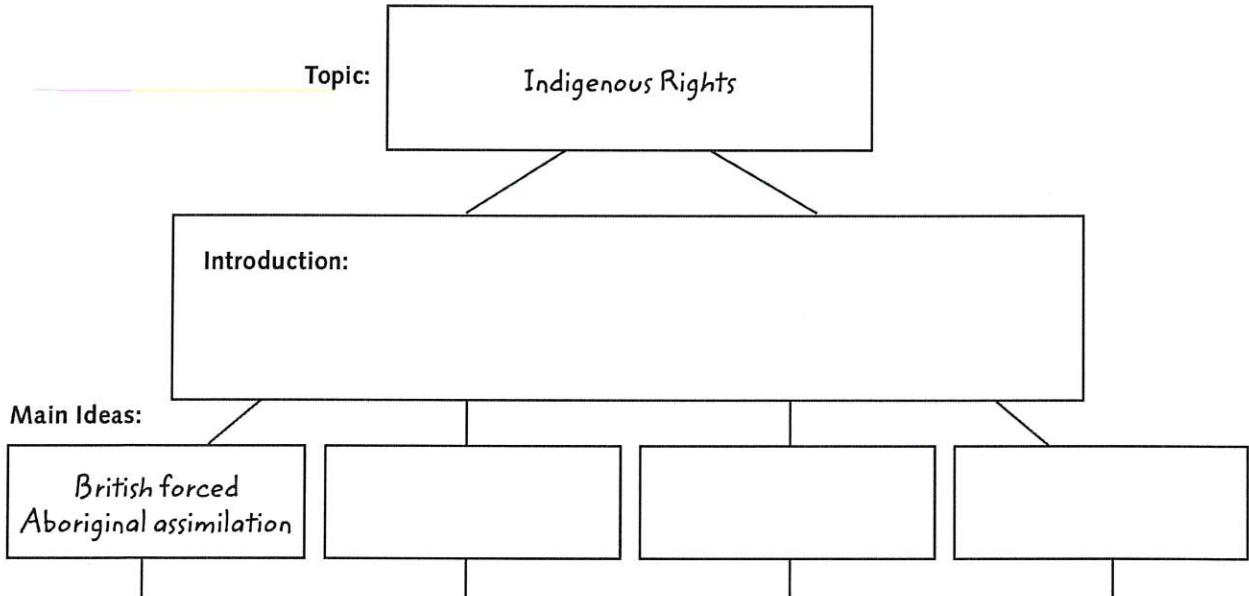 Topic:
Indigenous Rights
Introduction:
Main Ideas:
British forced
Aboriginal assimilation